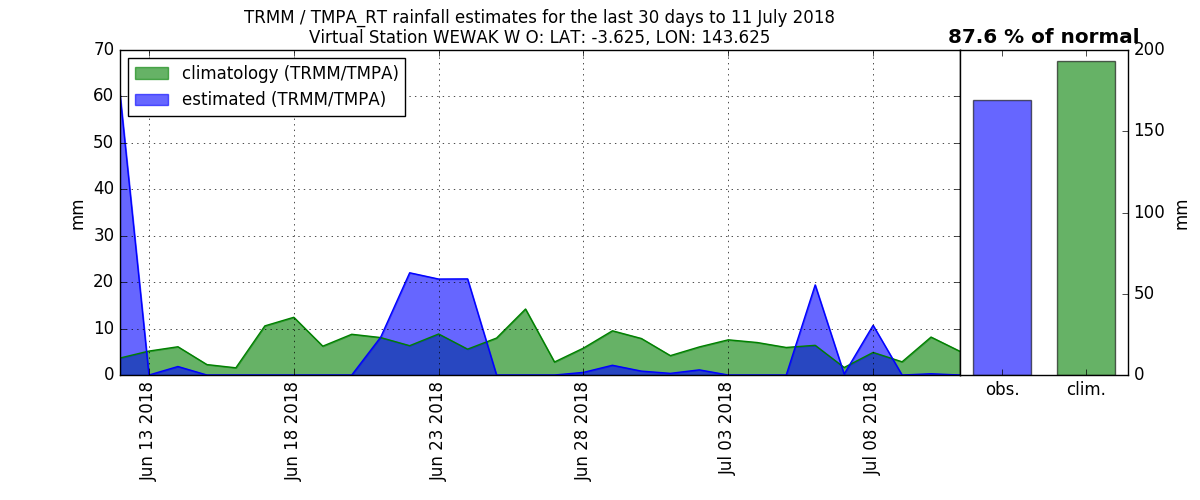 TRMM / TMPA_RT rainfall estimates for the last 30 days to 11 July 2018
Virtual Station WEWAK W O: LAT: -3.625, LON: 143.625
87.6 % of normal
climatology (TRMM/TMPA)
estimated (TRMM/TMPA)
70
60
50
40
30
20
10
0
mm
Jun 13 2018
Jun 18 2018
Jun 23 2018
Jun 28 2018
Jul 03 2018
Jul 08 2018
obs.
clim.
200
150
100
50
0
mm